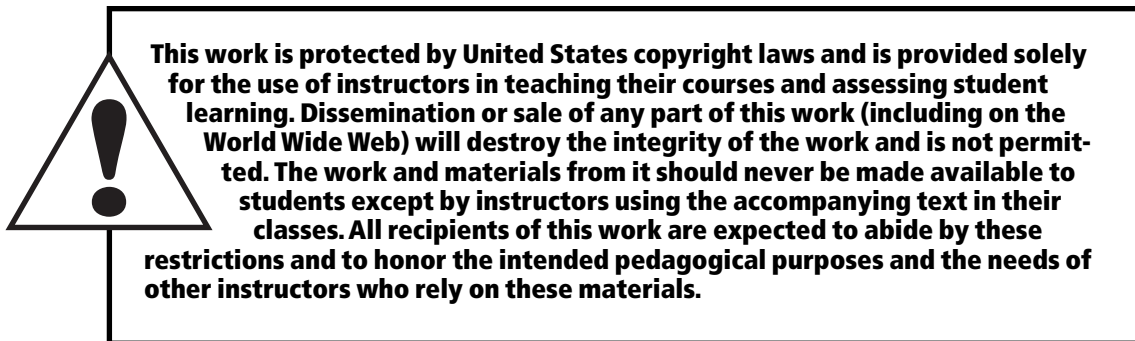 This work is protected by United States copyright laws and is provided solely
for the use of instructors in teaching their courses and assessing student
learning. Dissemination or sale of any part of this work (including on the
World Wide Web) will destroy the integrity of the work and is not permit-
ted. The work and materials from it should never be made available to
students except by instructors using the accompanying text in their
classes. All recipients of this work are expected to abide by these
restrictions and to honor the intended pedagogical purposes and the needs of
other instructors who rely on these materials.